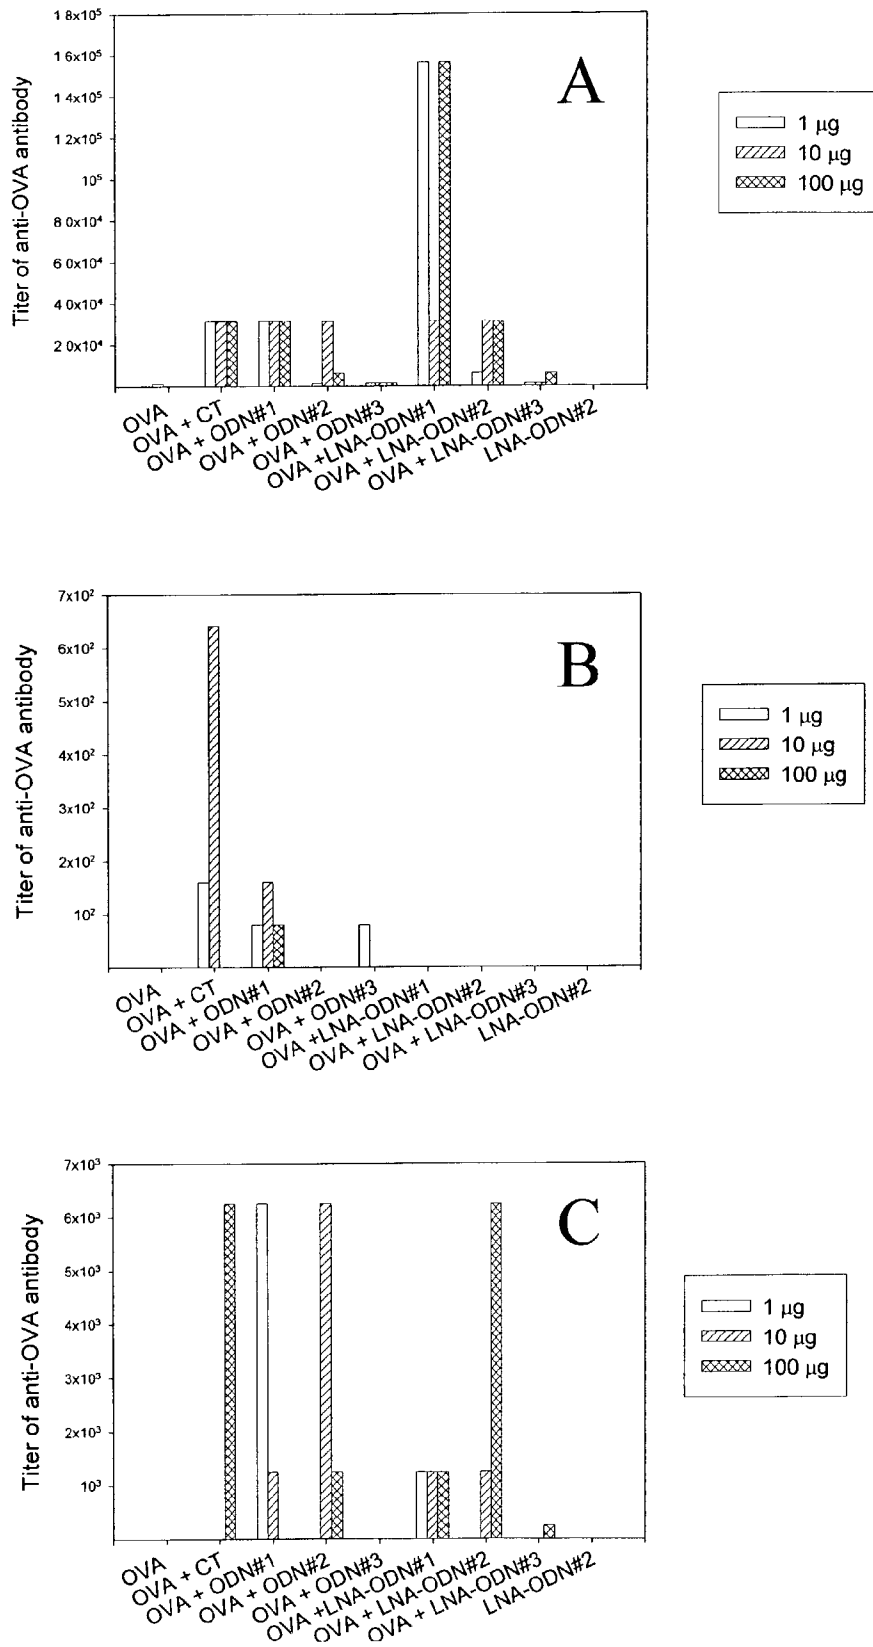 Titer of anti-OVA antibody
1 8x10⁵
1 6x10⁵
1 4x10⁵
1 2x10⁵
10⁵
8 0x10⁴
6 0x10⁴
4 0x10⁴
2 0x10⁴
A
1 µg
10 µg
100 µg
OVA
OVA + CT
OVA + ODN#1
OVA + ODN#2
OVA + ODN#3
OVA +LNA-ODN#1
OVA + LNA-ODN#2
OVA + LNA-ODN#3
LNA-ODN#2
Titer of anti-OVA antibody
7x10²
6x10²
5x10²
4x10²
3x10²
2x10²
10²
B
1 µg
10 µg
100 µg
OVA
OVA + CT
OVA + ODN#1
OVA + ODN#2
OVA + ODN#3
OVA +LNA-ODN#1
OVA + LNA-ODN#2
OVA + LNA-ODN#3
LNA-ODN#2
Titer of anti-OVA antibody
7x10³
6x10³
5x10³
4x10³
3x10³
2x10³
10³
C
1 µg
10 µg
100 µg
OVA
OVA + CT
OVA + ODN#1
OVA + ODN#2
OVA + ODN#3
OVA +LNA-ODN#1
OVA + LNA-ODN#2
OVA + LNA-ODN#3
LNA-ODN#2